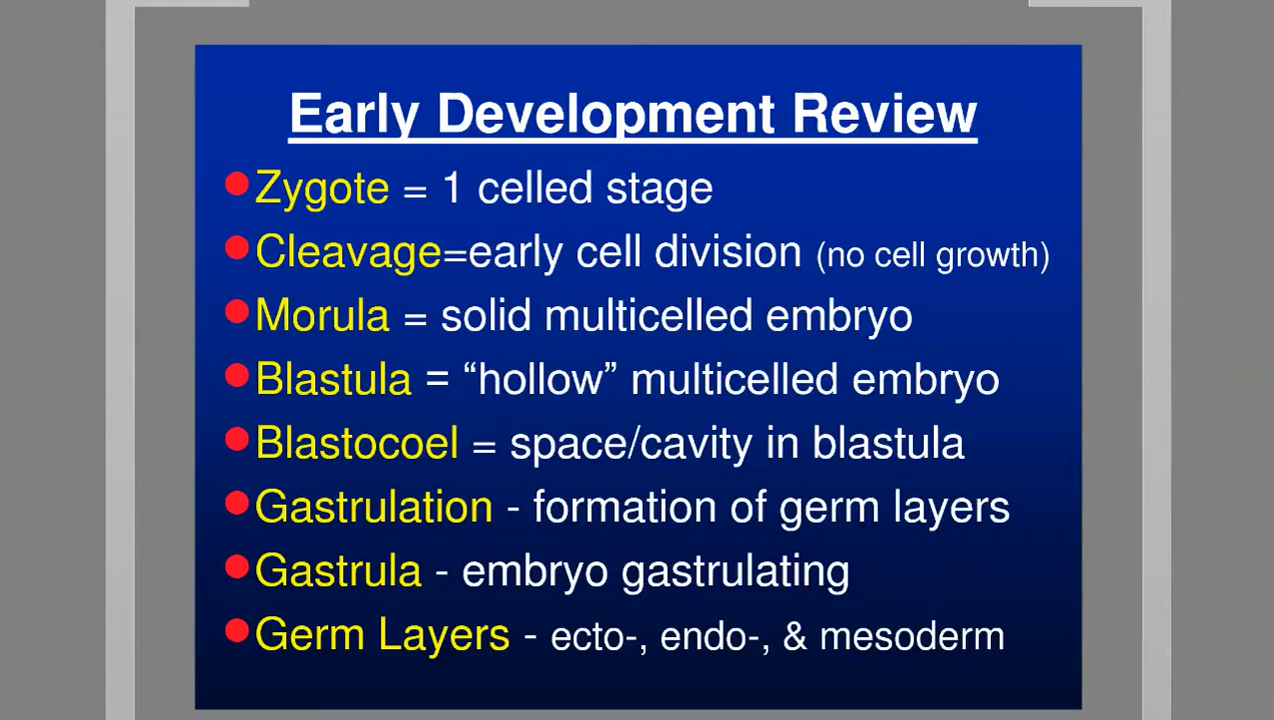 Early Development Review
Zygote = 1 celled stage
Cleavage=early cell division (no cell growth)
Morula = solid multicelled embryo
Blastula = “hollow” multicelled embryo
Blastocoel = space/cavity in blastula
Gastrulation - formation of germ layers
Gastrula - embryo gastrulating
Germ Layers - ecto-, endo-, & mesoderm